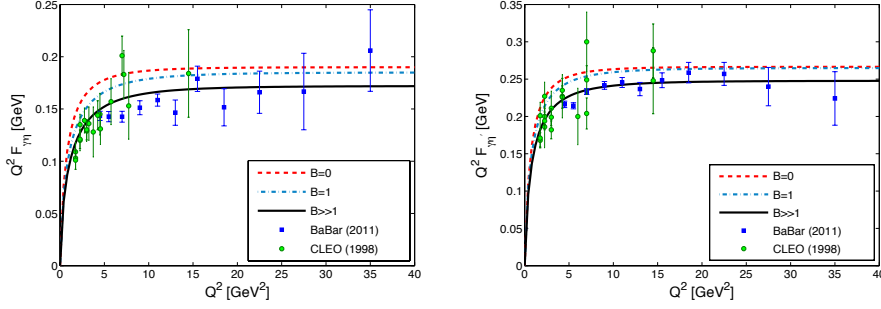 0.25
0.2
0.15
0.1
0.05
0
Q² F_γη [GeV]
0 5 10 15 20 25 30 35 40
Q² [GeV²]
B=0
B=1
B>>1
BaBar (2011)
CLEO (1998)
0.35
0.3
0.25
0.2
0.15
0.1
0.05
0
Q² F_γη′ [GeV]
0 5 10 15 20 25 30 35 40
Q² [GeV²]
B=0
B=1
B>>1
BaBar (2011)
CLEO (1998)